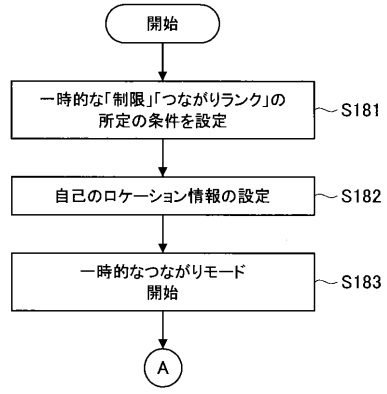 開始
一時的な「制限」「つながりランク」の
所定の条件を設定
S181
自己のロケーション情報の設定
S182
一時的なつながりモード
開始
S183
A